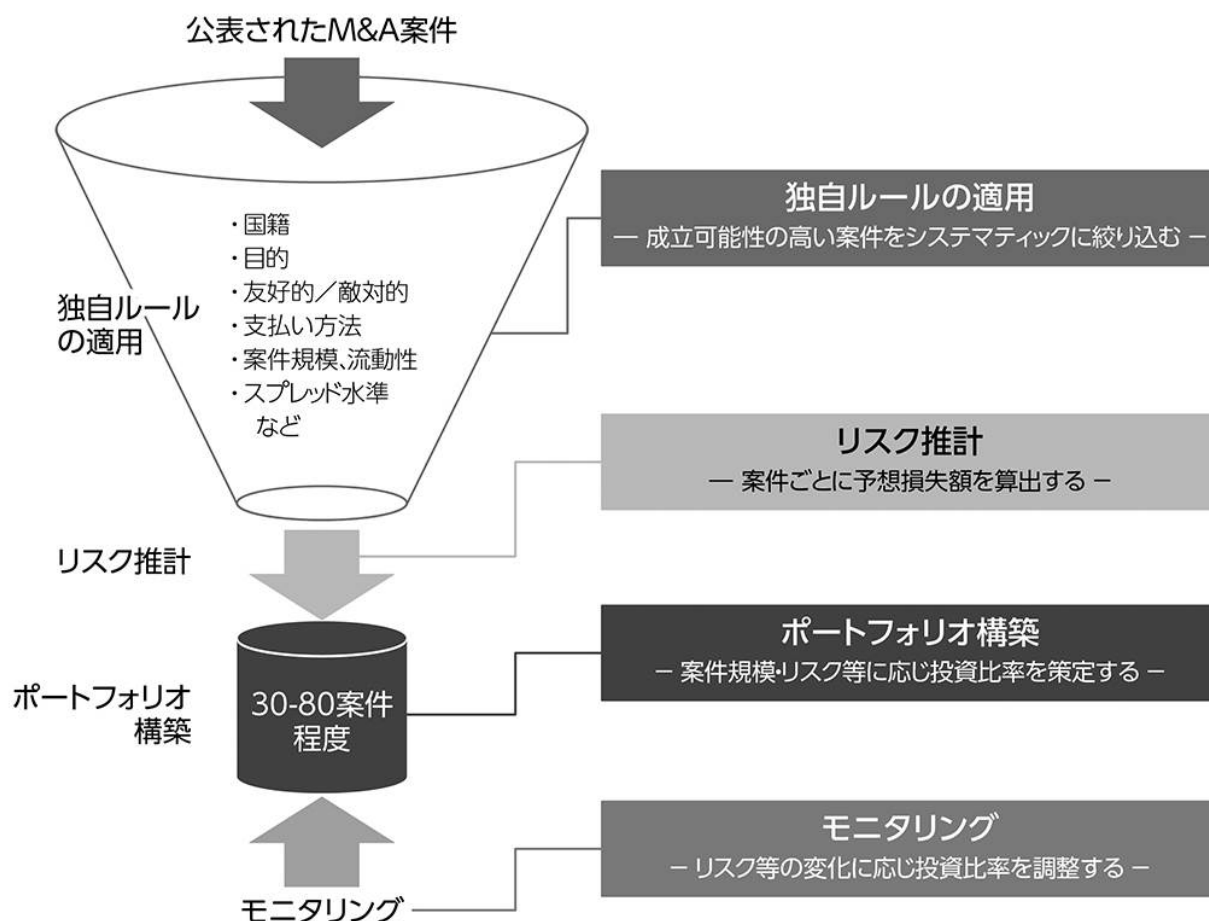 公表されたM&A案件
独自ルール
の適用
・国籍
・目的
・友好的／敵対的
・支払い方法
・案件規模、流動性
・スプレッド水準
など
独自ルールの適用
― 成立可能性の高い案件をシステマティックに絞り込む ―
リスク推計
― 案件ごとに予想損失額を算出する ―
リスク推計
ポートフォリオ
構築
30-80案件
程度
ポートフォリオ構築
― 案件規模・リスク等に応じ投資比率を策定する ―
モニタリング
― リスク等の変化に応じ投資比率を調整する ―
モニタリング